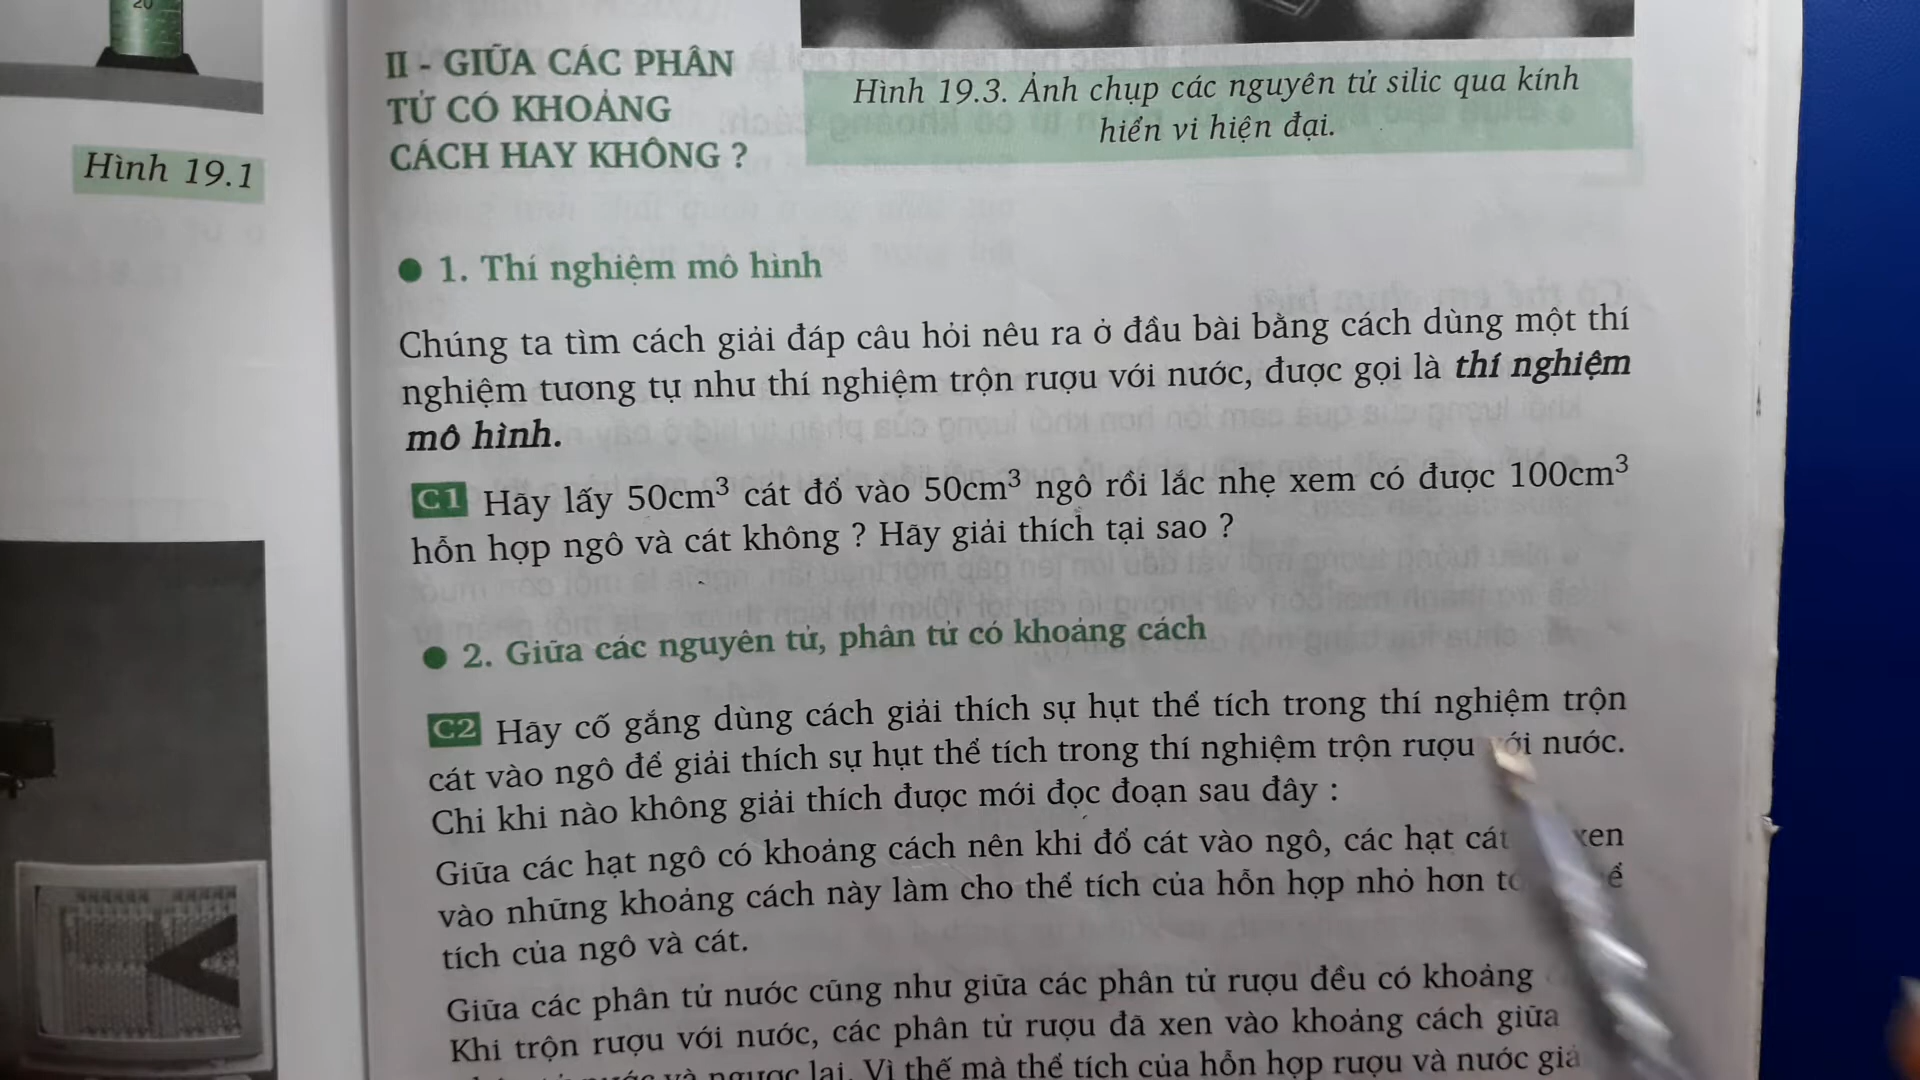 20
Hình 19.1
II - GIỮA CÁC PHÂN
TỬ CÓ KHOẢNG
CÁCH HAY KHÔNG ?
Hình 19.3. Ảnh chụp các nguyên tử silic qua kính
hiển vi hiện đại.
● 1. Thí nghiệm mô hình
Chúng ta tìm cách giải đáp câu hỏi nêu ra ở đầu bài bằng cách dùng một thí
nghiệm tương tự như thí nghiệm trộn rượu với nước, được gọi là thí nghiệm
mô hình.
C1 Hãy lấy 50cm³ cát đổ vào 50cm³ ngô rồi lắc nhẹ xem có được 100cm³
hỗn hợp ngô và cát không ? Hãy giải thích tại sao ?
● 2. Giữa các nguyên tử, phân tử có khoảng cách
C2 Hãy cố gắng dùng cách giải thích sự hụt thể tích trong thí nghiệm trộn
cát vào ngô để giải thích sự hụt thể tích trong thí nghiệm trộn rượu với nước.
Chỉ khi nào không giải thích được mới đọc đoạn sau đây :
Giữa các hạt ngô có khoảng cách nên khi đổ cát vào ngô, các hạt cát xen
vào những khoảng cách này làm cho thể tích của hỗn hợp nhỏ hơn
tích của ngô và cát.
Giữa các phân tử nước cũng như giữa các phân tử rượu đều có khoảng
Khi trộn rượu với nước, các phân tử rượu đã xen vào khoảng cách giữa
nước và ngược lại. Vì thế mà thể tích của hỗn hợp rượu và nước